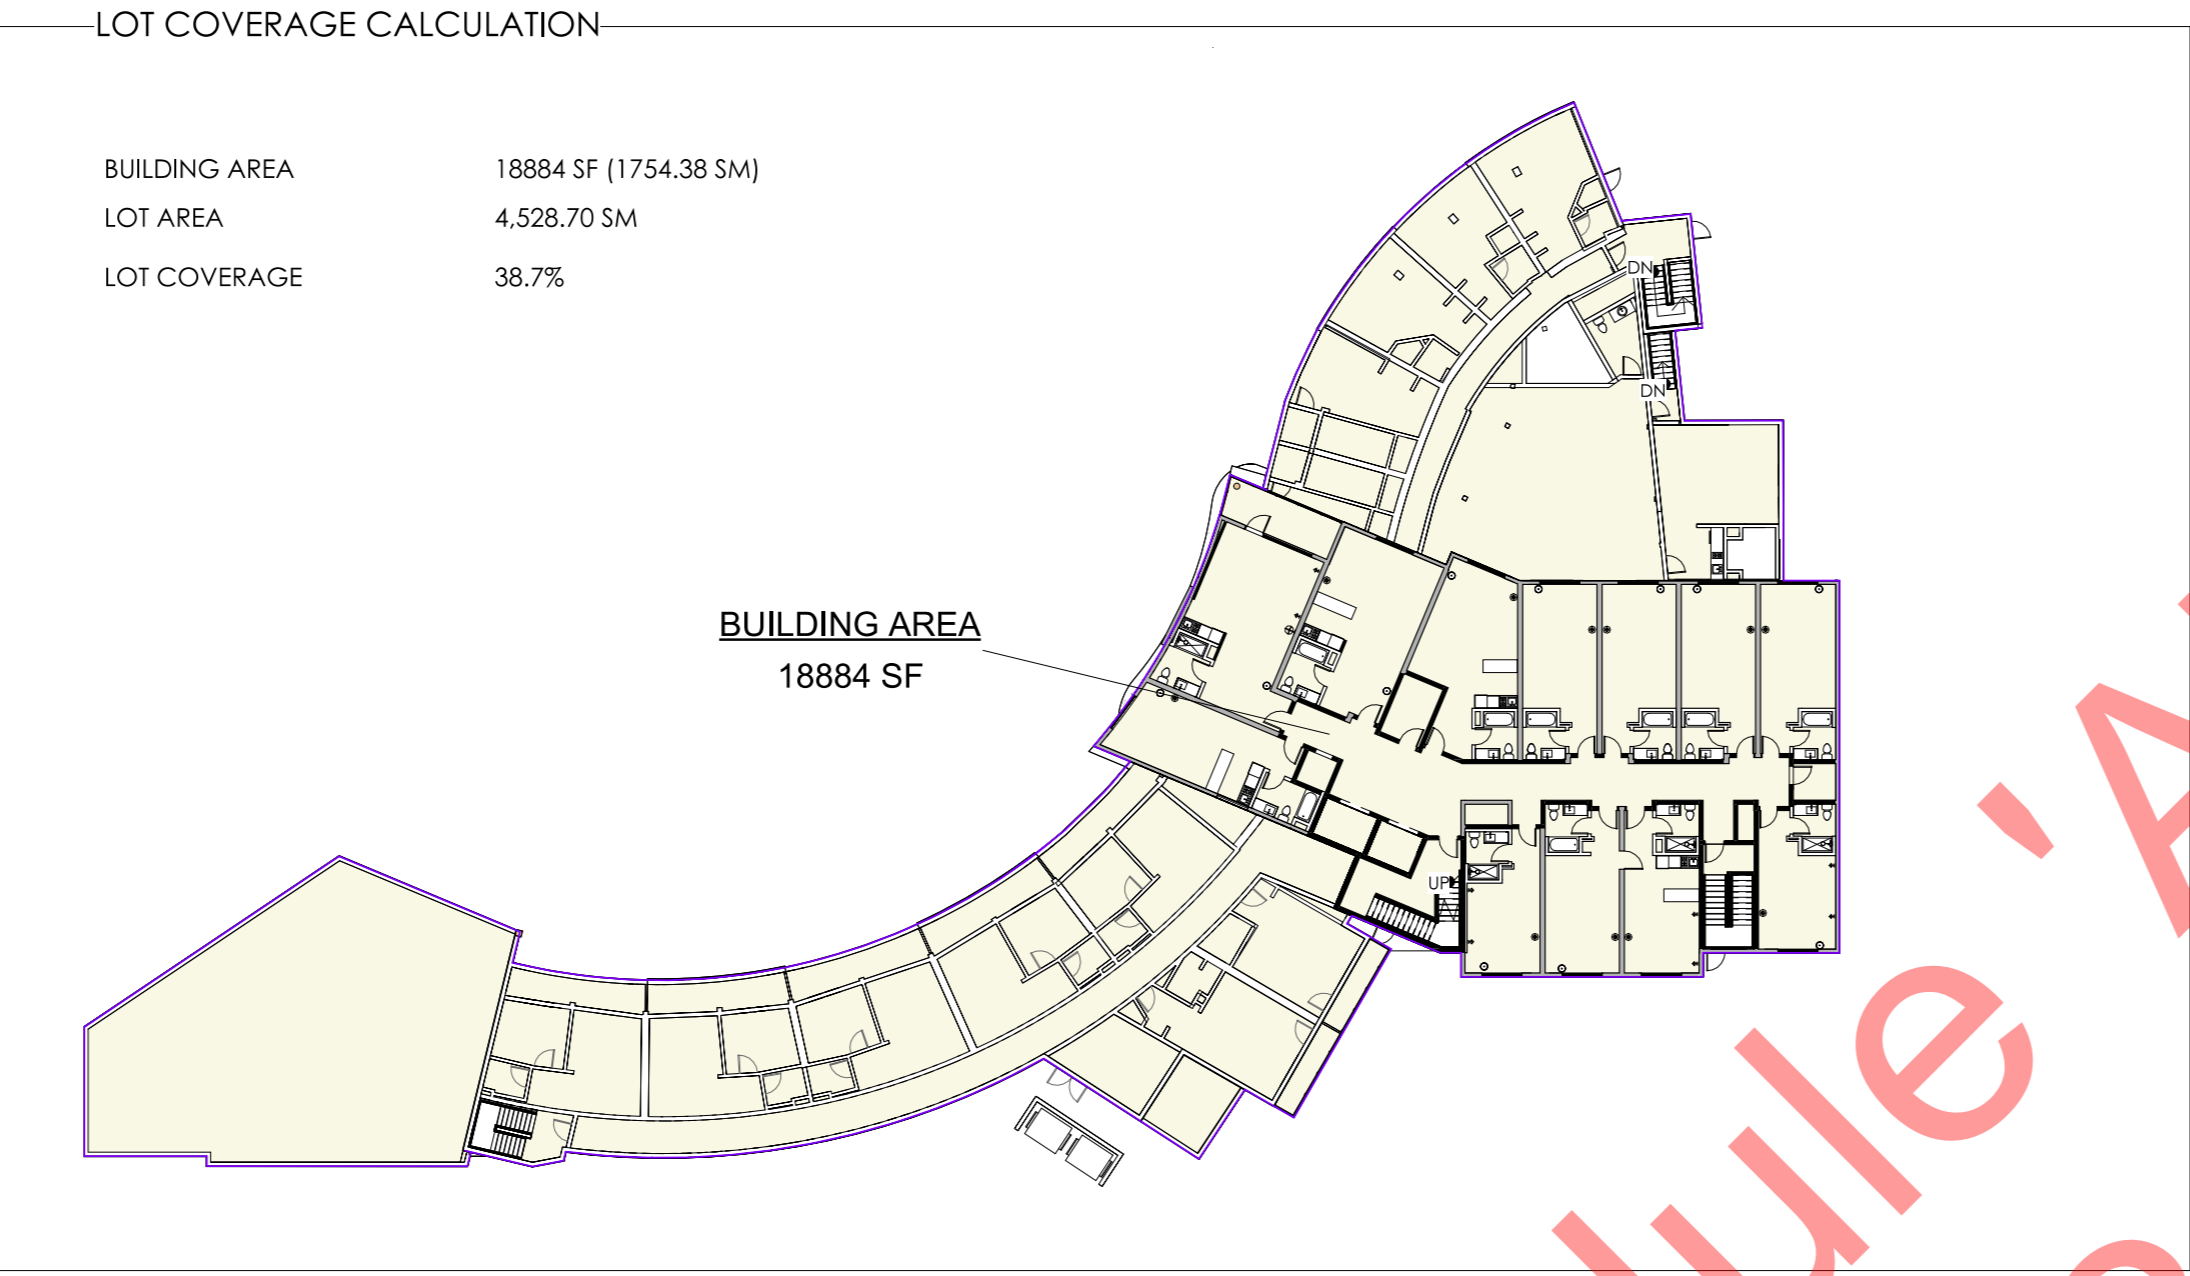 LOT COVERAGE CALCULATION
BUILDING AREA 18884 SF (1754.38 SM)
LOT AREA 4,528.70 SM
LOT COVERAGE 38.7%
DN
DN
BUILDING AREA
18884 SF
UP